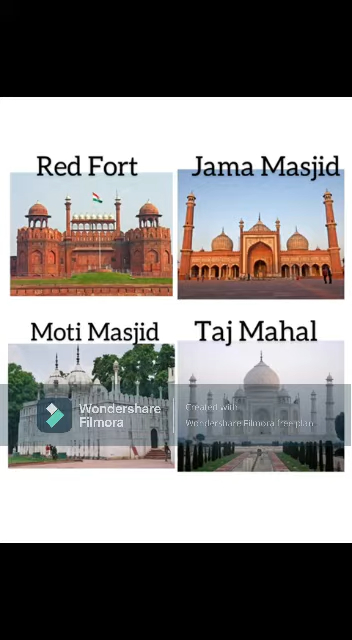 Red Fort
Jama Masjid
Moti Masjid
Taj Mahal
Wondershare
Filmora
Created with
Wondershare Filmora free plan